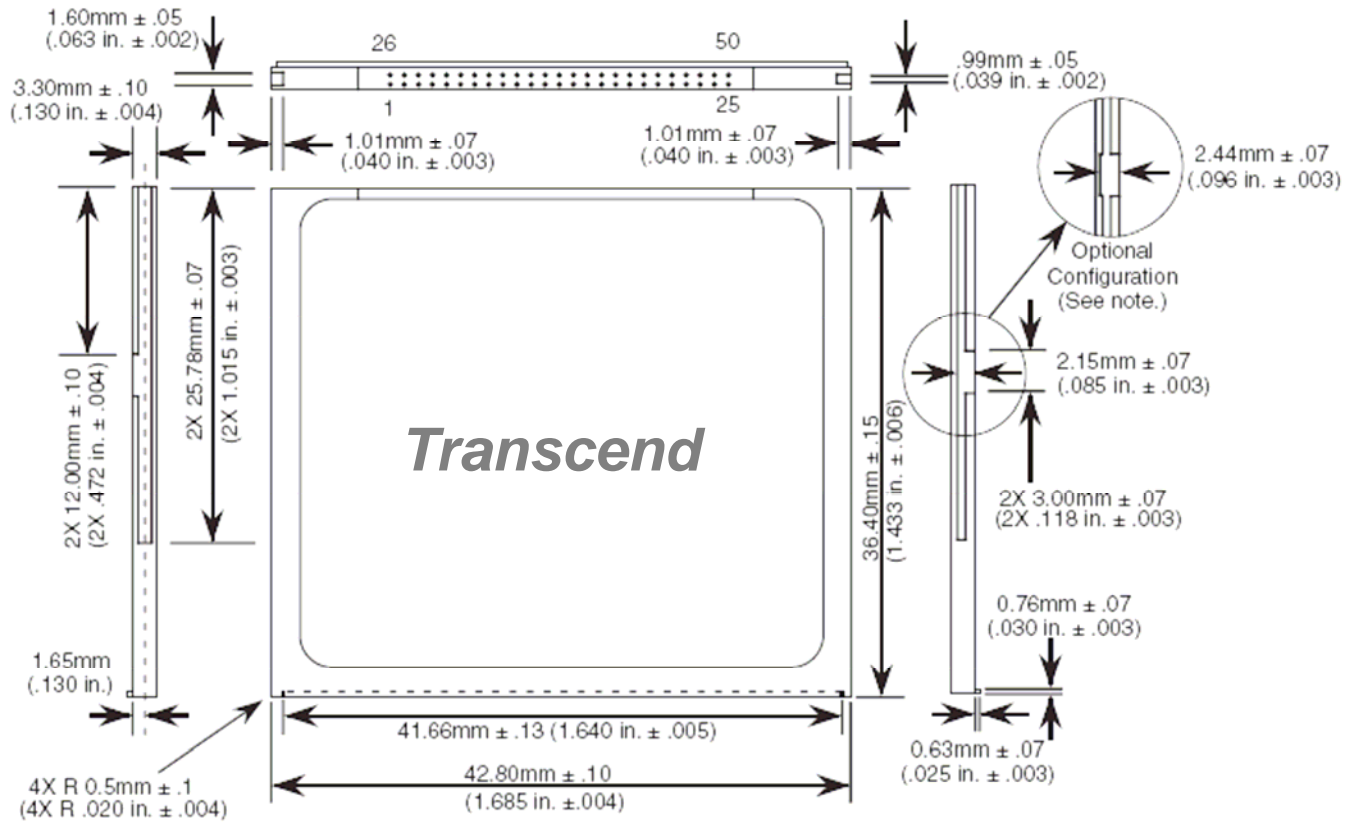 1.60mm ± .05
(.063 in. ± .002)
26
50
.99mm ± .05
(.039 in. ± .002)
3.30mm ± .10
(.130 in. ± .004)
1
25
1.01mm ± .07
(.040 in. ± .003)
1.01mm ± .07
(.040 in. ± .003)
2.44mm ± .07
(.096 in. ± .003)
Optional
Configuration
(See note.)
2X 12.00mm ± .10
(2X .472 in. ± .004)
2X 25.78mm ± .07
(2X 1.015 in. ± .003)
Transcend
36.40mm ± .15
(1.433 in. ± .006)
2.15mm ± .07
(.085 in. ± .003)
2X 3.00mm ± .07
(2X .118 in. ± .003)
0.76mm ± .07
(.030 in. ± .003)
1.65mm
(.130 in.)
41.66mm ± .13 (1.640 in. ± .005)
0.63mm ± .07
(.025 in. ± .003)
42.80mm ± .10
(1.685 in. ±.004)
4X R 0.5mm ± .1
(4X R .020 in. ± .004)